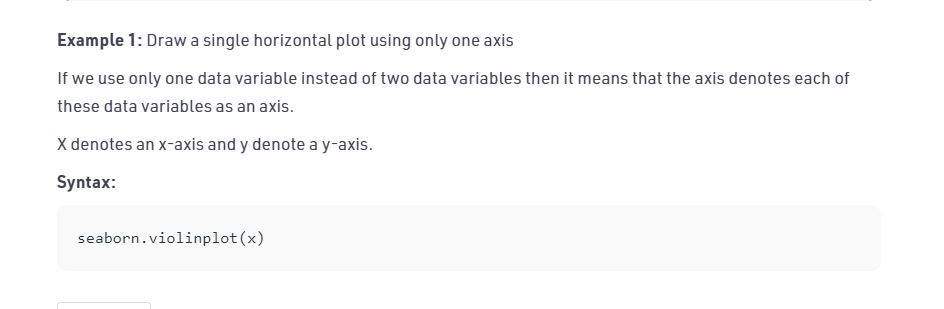 Example 1: Draw a single horizontal plot using only one axis
If we use only one data variable instead of two data variables then it means that the axis denotes each of
these data variables as an axis.
X denotes an x-axis and y denote a y-axis.
Syntax:
seaborn.violinplot(x)